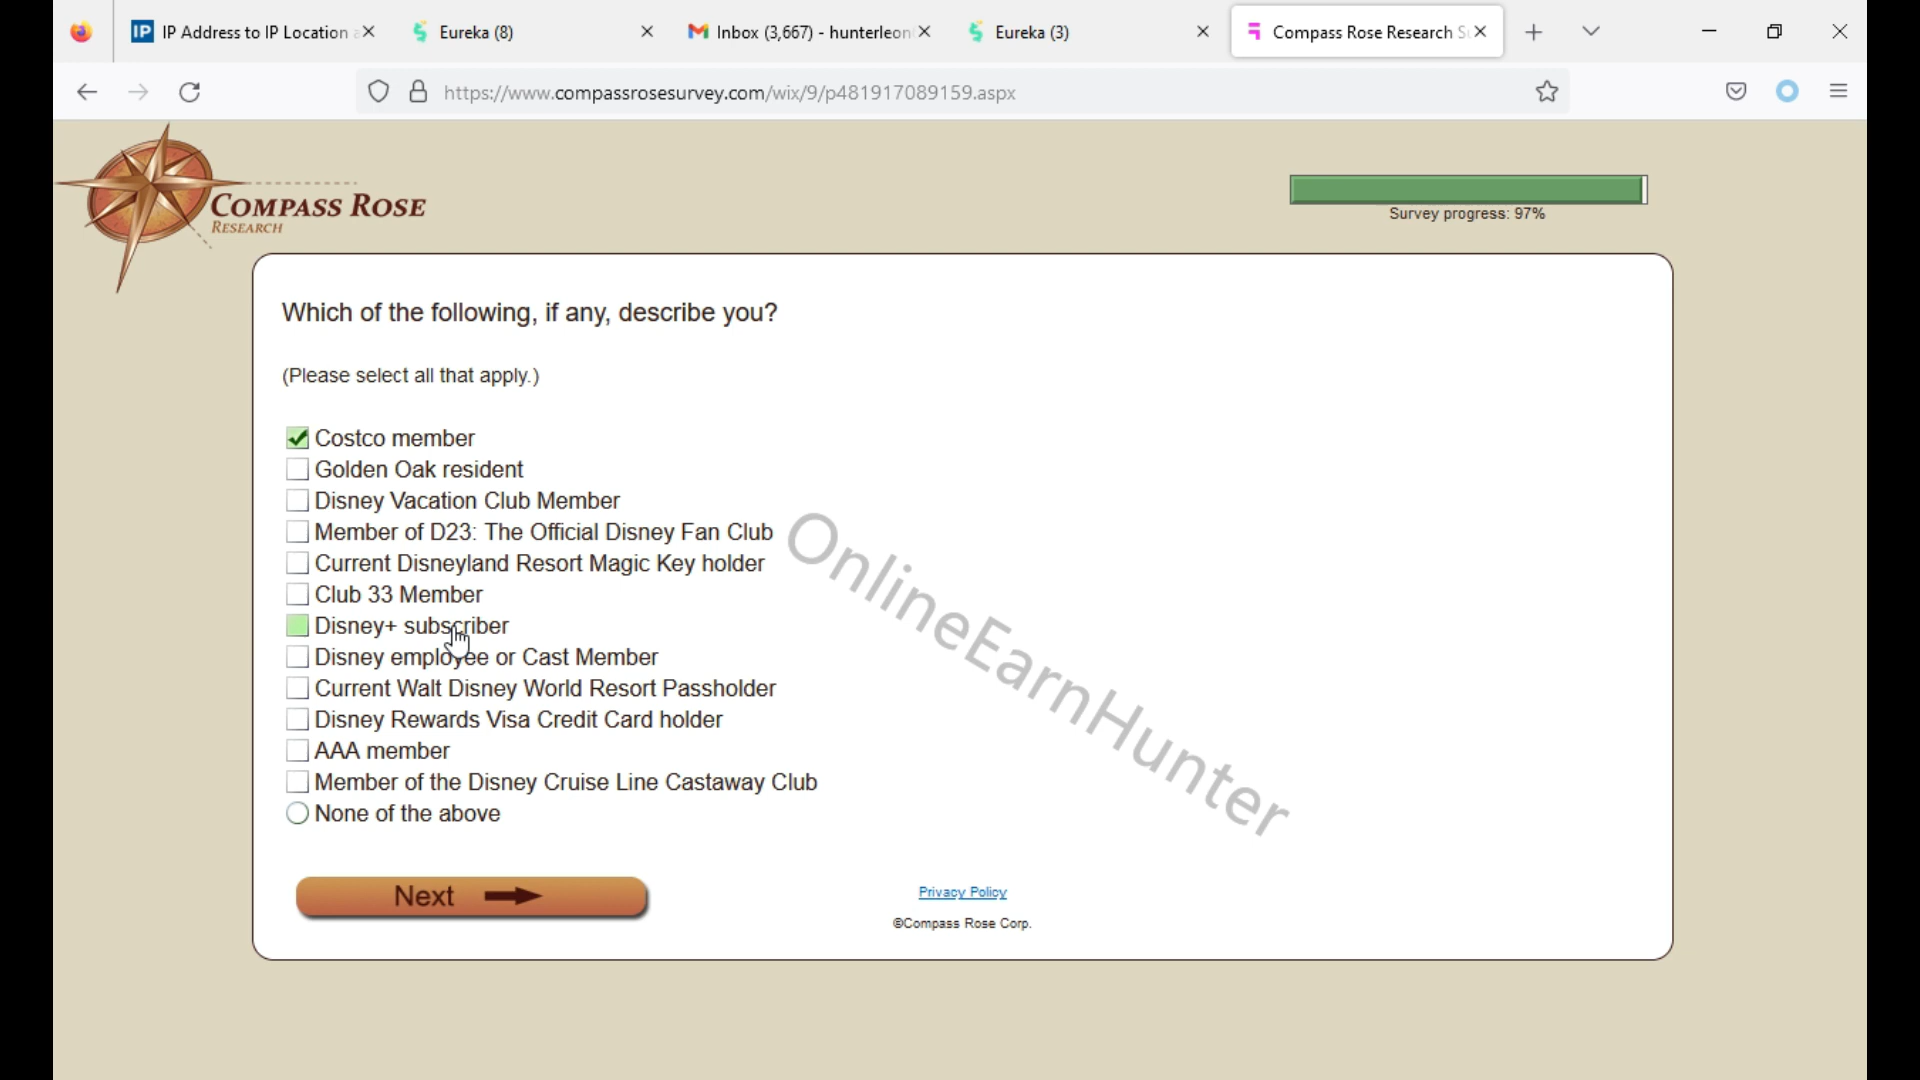 IP IP Address to IP Location
Eureka (8)
Inbox (3,667) - hunterleon
Eureka (3)
Compass Rose Research S
https://www.compassrosesurvey.com/wix/9/p481917089159.aspx
COMPASS ROSE
RESEARCH
Survey progress: 97%
Which of the following, if any, describe you?
(Please select all that apply.)
Costco member
Golden Oak resident
Disney Vacation Club Member
Member of D23: The Official Disney Fan Club
Current Disneyland Resort Magic Key holder
Club 33 Member
Disney+ subscriber
Disney employee or Cast Member
Current Walt Disney World Resort Passholder
Disney Rewards Visa Credit Card holder
AAA member
Member of the Disney Cruise Line Castaway Club
None of the above
OnlineEarnHunter
Next
Privacy Policy
©Compass Rose Corp.